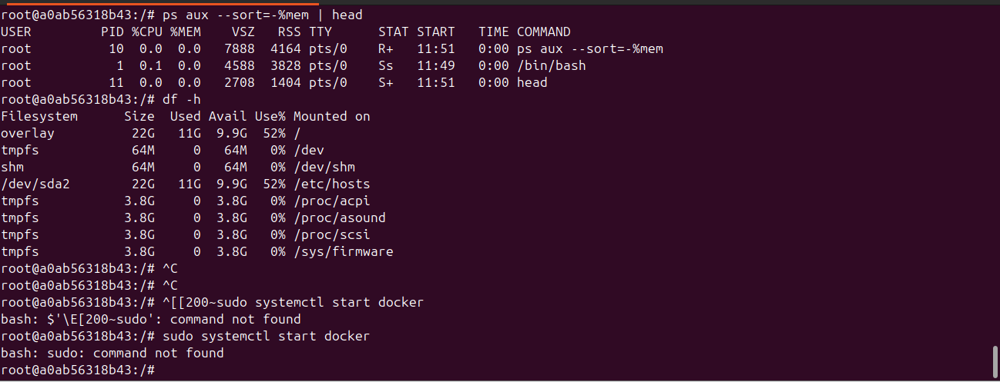 root@a0ab56318b43:/# ps aux --sort=-%mem | head
USER         PID %CPU %MEM    VSZ   RSS TTY      STAT START   TIME COMMAND
root          10  0.0  0.0   7888  4164 pts/0    R+   11:51   0:00 ps aux --sort=-%mem
root           1  0.1  0.0   4588  3828 pts/0    Ss   11:49   0:00 /bin/bash
root          11  0.0  0.0   2708  1404 pts/0    S+   11:51   0:00 head
root@a0ab56318b43:/# df -h
Filesystem      Size  Used Avail Use% Mounted on
overlay          22G   11G  9.9G  52% /
tmpfs            64M     0   64M   0% /dev
shm              64M     0   64M   0% /dev/shm
/dev/sda2        22G   11G  9.9G  52% /etc/hosts
tmpfs           3.8G     0  3.8G   0% /proc/acpi
tmpfs           3.8G     0  3.8G   0% /proc/asound
tmpfs           3.8G     0  3.8G   0% /proc/scsi
tmpfs           3.8G     0  3.8G   0% /sys/firmware
root@a0ab56318b43:/# ^C
root@a0ab56318b43:/# ^C
root@a0ab56318b43:/# ^[[200~sudo systemctl start docker
bash: $'\E[200~sudo': command not found
root@a0ab56318b43:/# sudo systemctl start docker
bash: sudo: command not found
root@a0ab56318b43:/#